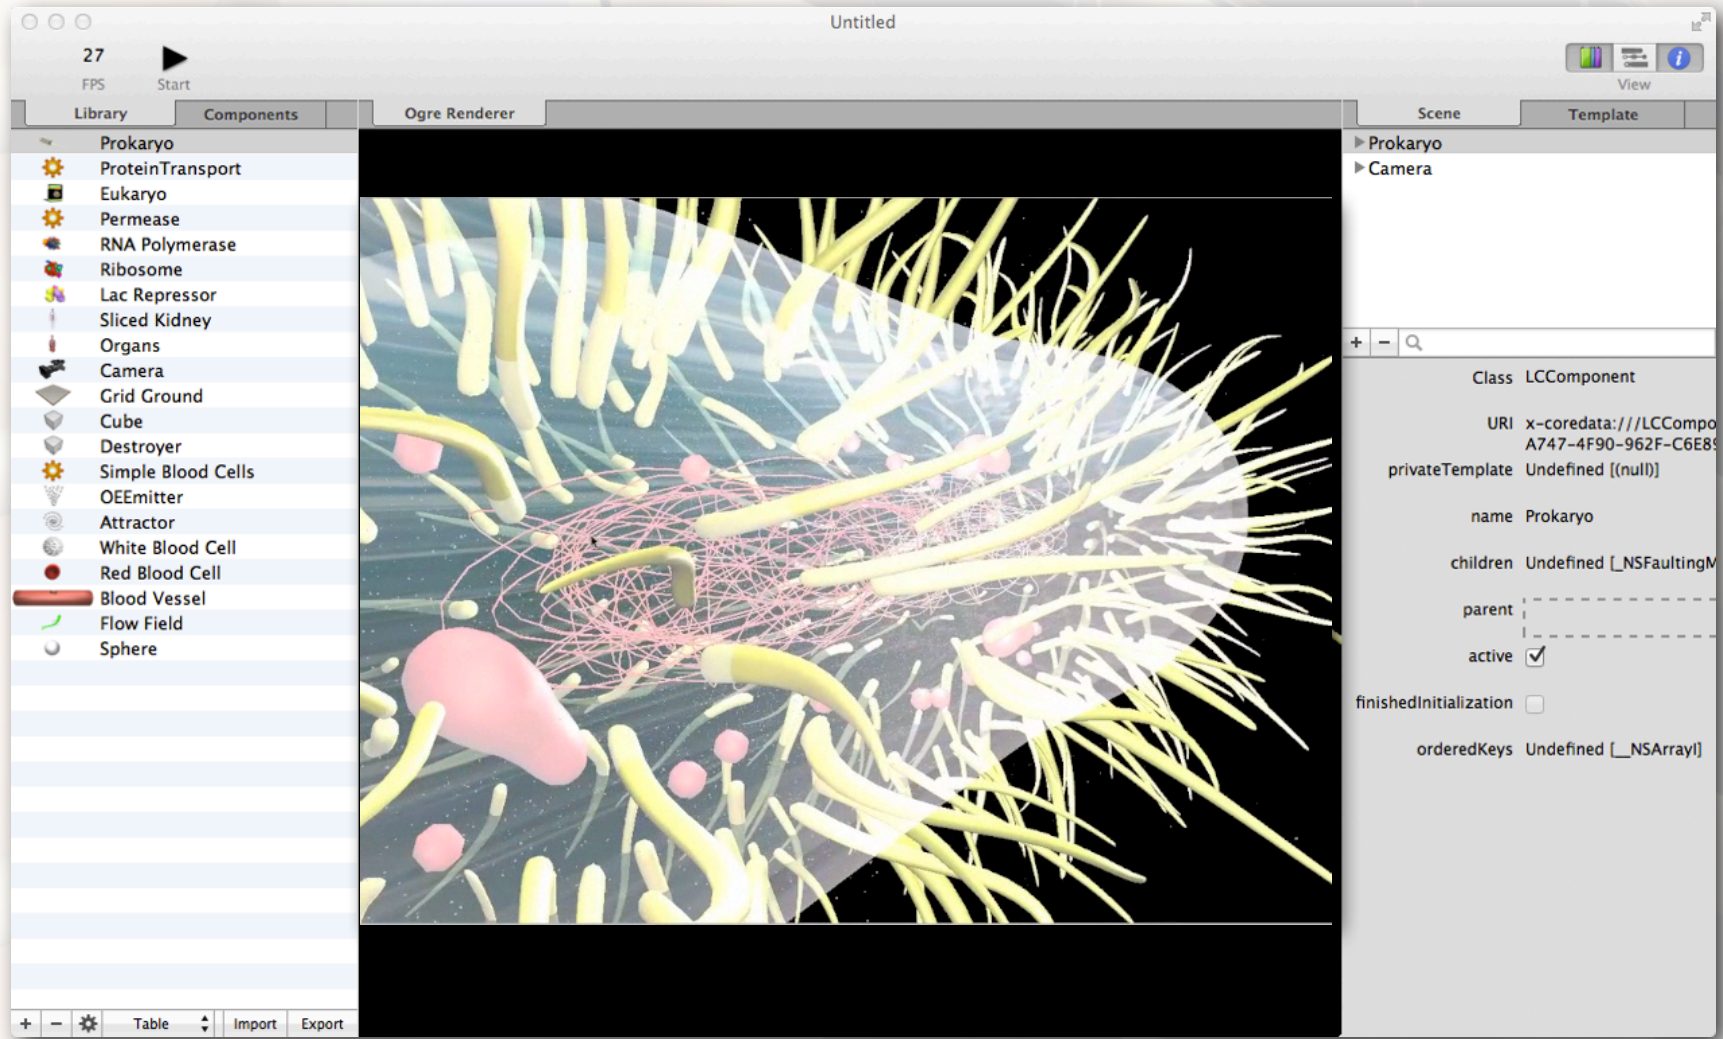 Untitled
27
FPS
Start
View
Library
Components
Ogre Renderer
Scene
Template
Prokaryo
ProteinTransport
Eukaryo
Permease
RNA Polymerase
Ribosome
Lac Repressor
Sliced Kidney
Organs
Camera
Grid Ground
Cube
Destroyer
Simple Blood Cells
OEEmitter
Attractor
White Blood Cell
Red Blood Cell
Blood Vessel
Flow Field
Sphere
+ − Table Import Export
Prokaryo
Camera
+ −
Class LCComponent
URI x-coredata:///LCCompo
A747-4F90-962F-C6E89
privateTemplate Undefined [(null)]
name Prokaryo
children Undefined [_NSFaultingM
parent
active
finishedInitialization
orderedKeys Undefined [__NSArrayI]